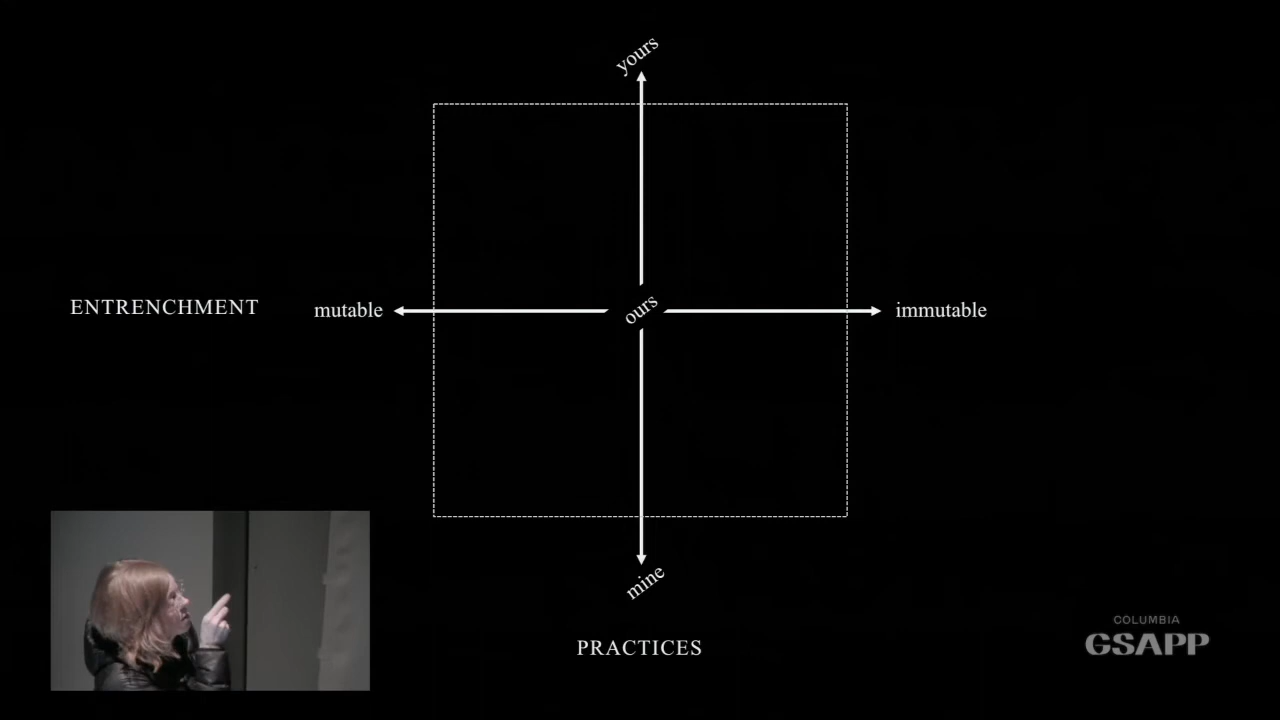 yours
ENTRENCHMENT
mutable
ours
immutable
mine
PRACTICES
COLUMBIA
GSAPP